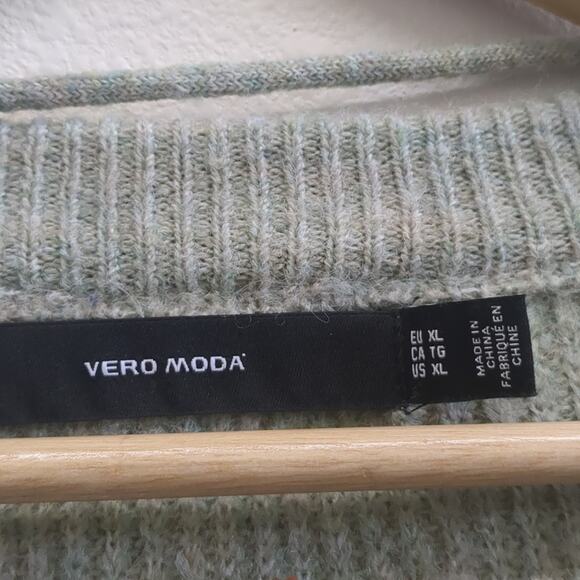 VERO MODA
EU XL
CA TG
US XL
MADE IN
CHINA
FABRIQUÉ EN
CHINE